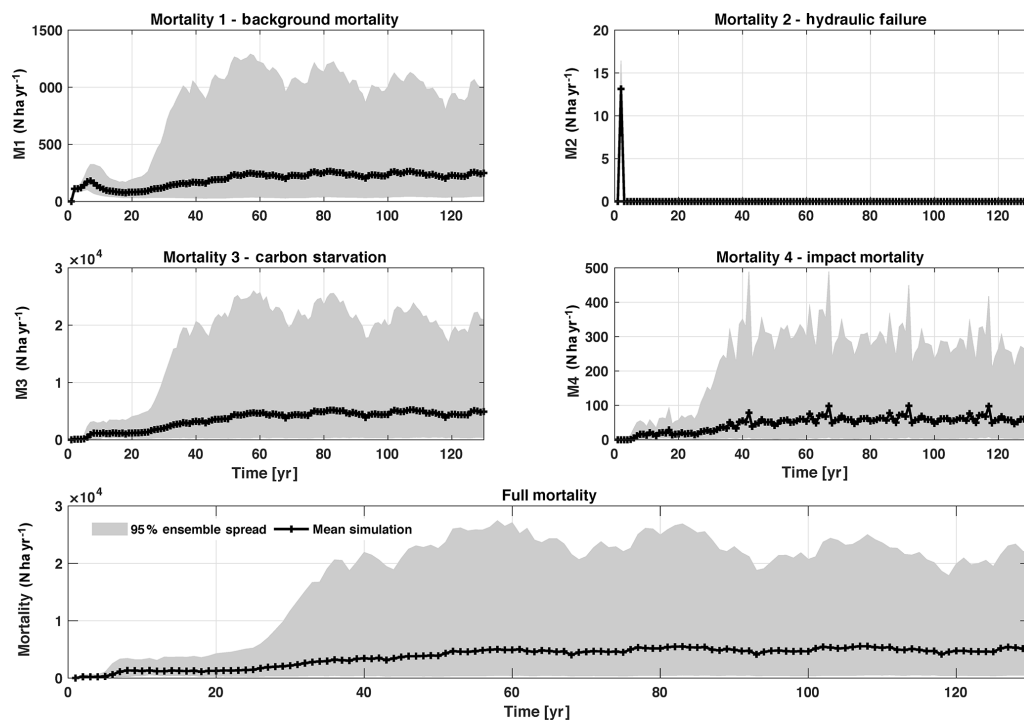 Mortality 1 - background mortality
1500
000
500
0
M1 (N ha yr-1)
0 20 40 60 80 100 120
Mortality 2 - hydraulic failure
20
15
10
5
0
M2 (N ha yr-1)
0 20 40 60 80 100 120
Mortality 3 - carbon starvation
×10⁴
3
2
1
0
M3 (N ha yr-1)
0 20 40 60 80 100 120
Time [yr]
Mortality 4 - impact mortality
500
400
300
200
100
0
M4 (N ha yr-1)
0 20 40 60 80 100 120
Time [yr]
Full mortality
×10⁴
3
2
1
0
Mortality (N ha yr-1)
95% ensemble spread
Mean simulation
0 20 40 60 80 100 120
Time [yr]